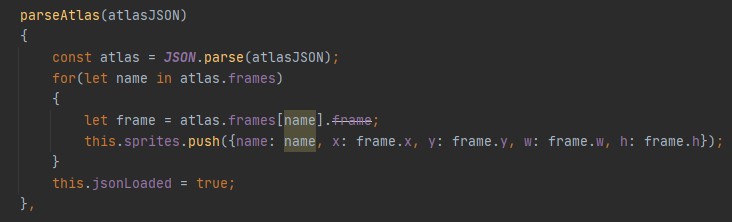 parseAtlas(atlasJSON)
{
    const atlas = JSON.parse(atlasJSON);
    for(let name in atlas.frames)
    {
        let frame = atlas.frames[name].frame;
        this.sprites.push({name: name, x: frame.x, y: frame.y, w: frame.w, h: frame.h});
    }
    this.jsonLoaded = true;
},